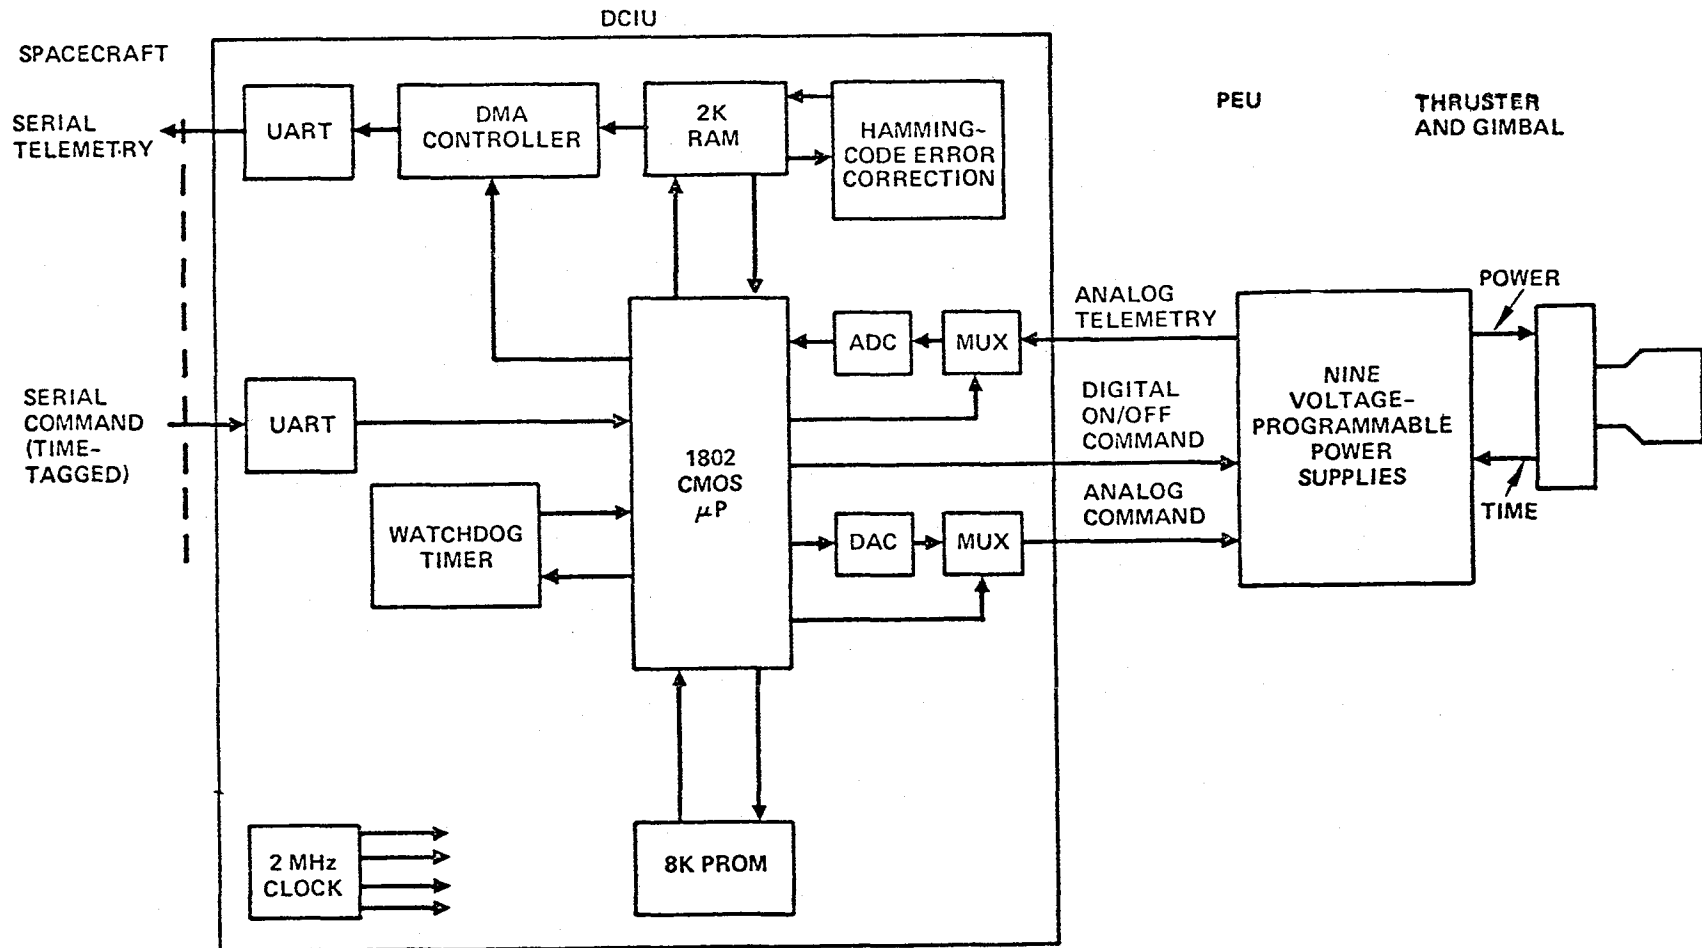 DCIU
SPACECRAFT
SERIAL
TELEMETRY
UART
DMA
CONTROLLER
2K
RAM
HAMMING-
CODE ERROR
CORRECTION
PEU
THRUSTER
AND GIMBAL
SERIAL
COMMAND
(TIME-
TAGGED)
UART
WATCHDOG
TIMER
1802
CMOS
μP
ADC
MUX
ANALOG
TELEMETRY
DIGITAL
ON/OFF
COMMAND
DAC
MUX
ANALOG
COMMAND
NINE
VOLTAGE-
PROGRAMMABLE
POWER
SUPPLIES
POWER
TIME
2 MHz
CLOCK
8K PROM